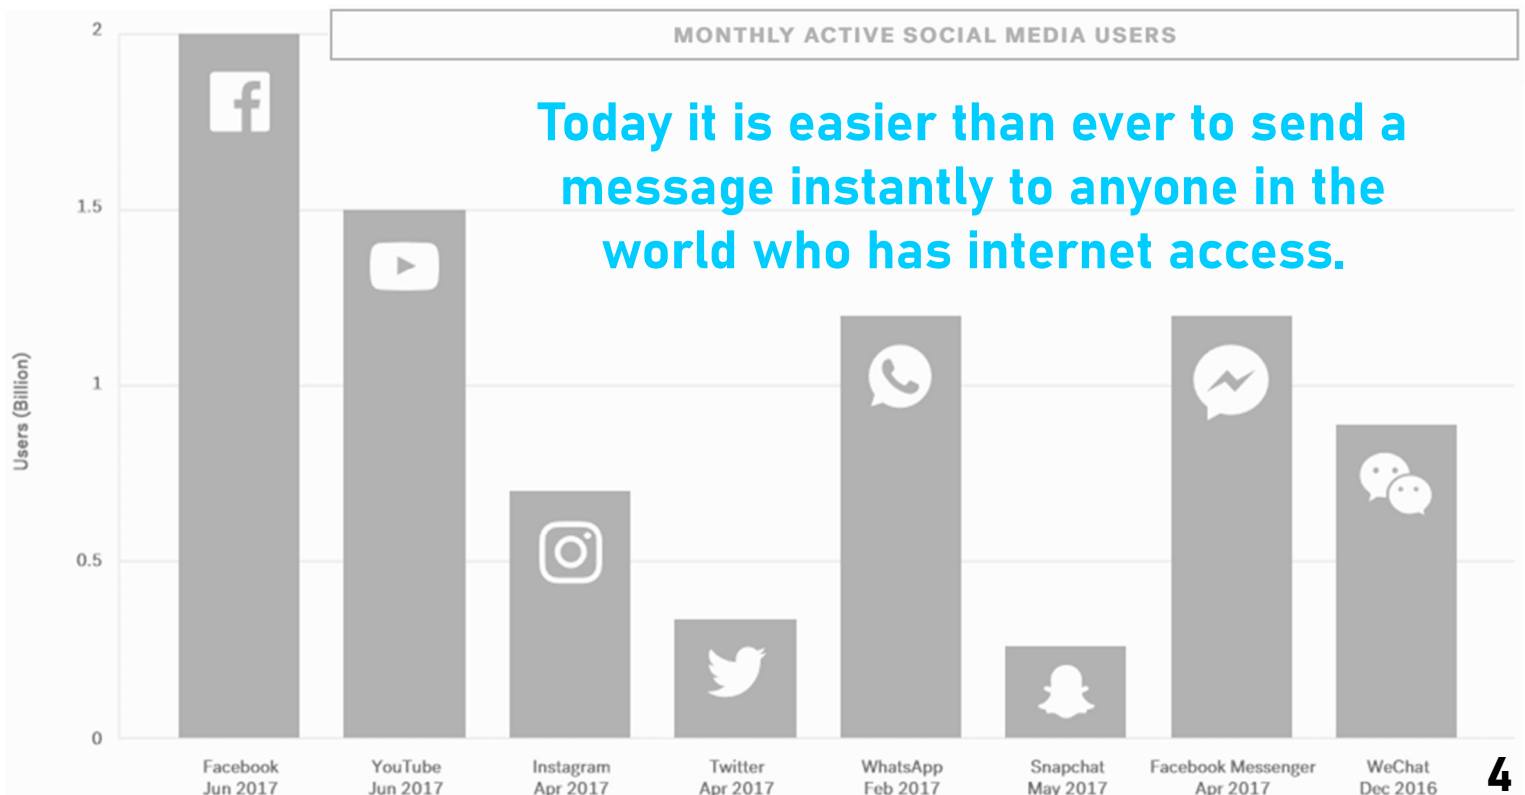 MONTHLY ACTIVE SOCIAL MEDIA USERS
Today it is easier than ever to send a
message instantly to anyone in the
world who has internet access.
Users (Billion)
2
1.5
1
0.5
0
Facebook
Jun 2017
YouTube
Jun 2017
Instagram
Apr 2017
Twitter
Apr 2017
WhatsApp
Feb 2017
Snapchat
May 2017
Facebook Messenger
Apr 2017
WeChat
Dec 2016
4